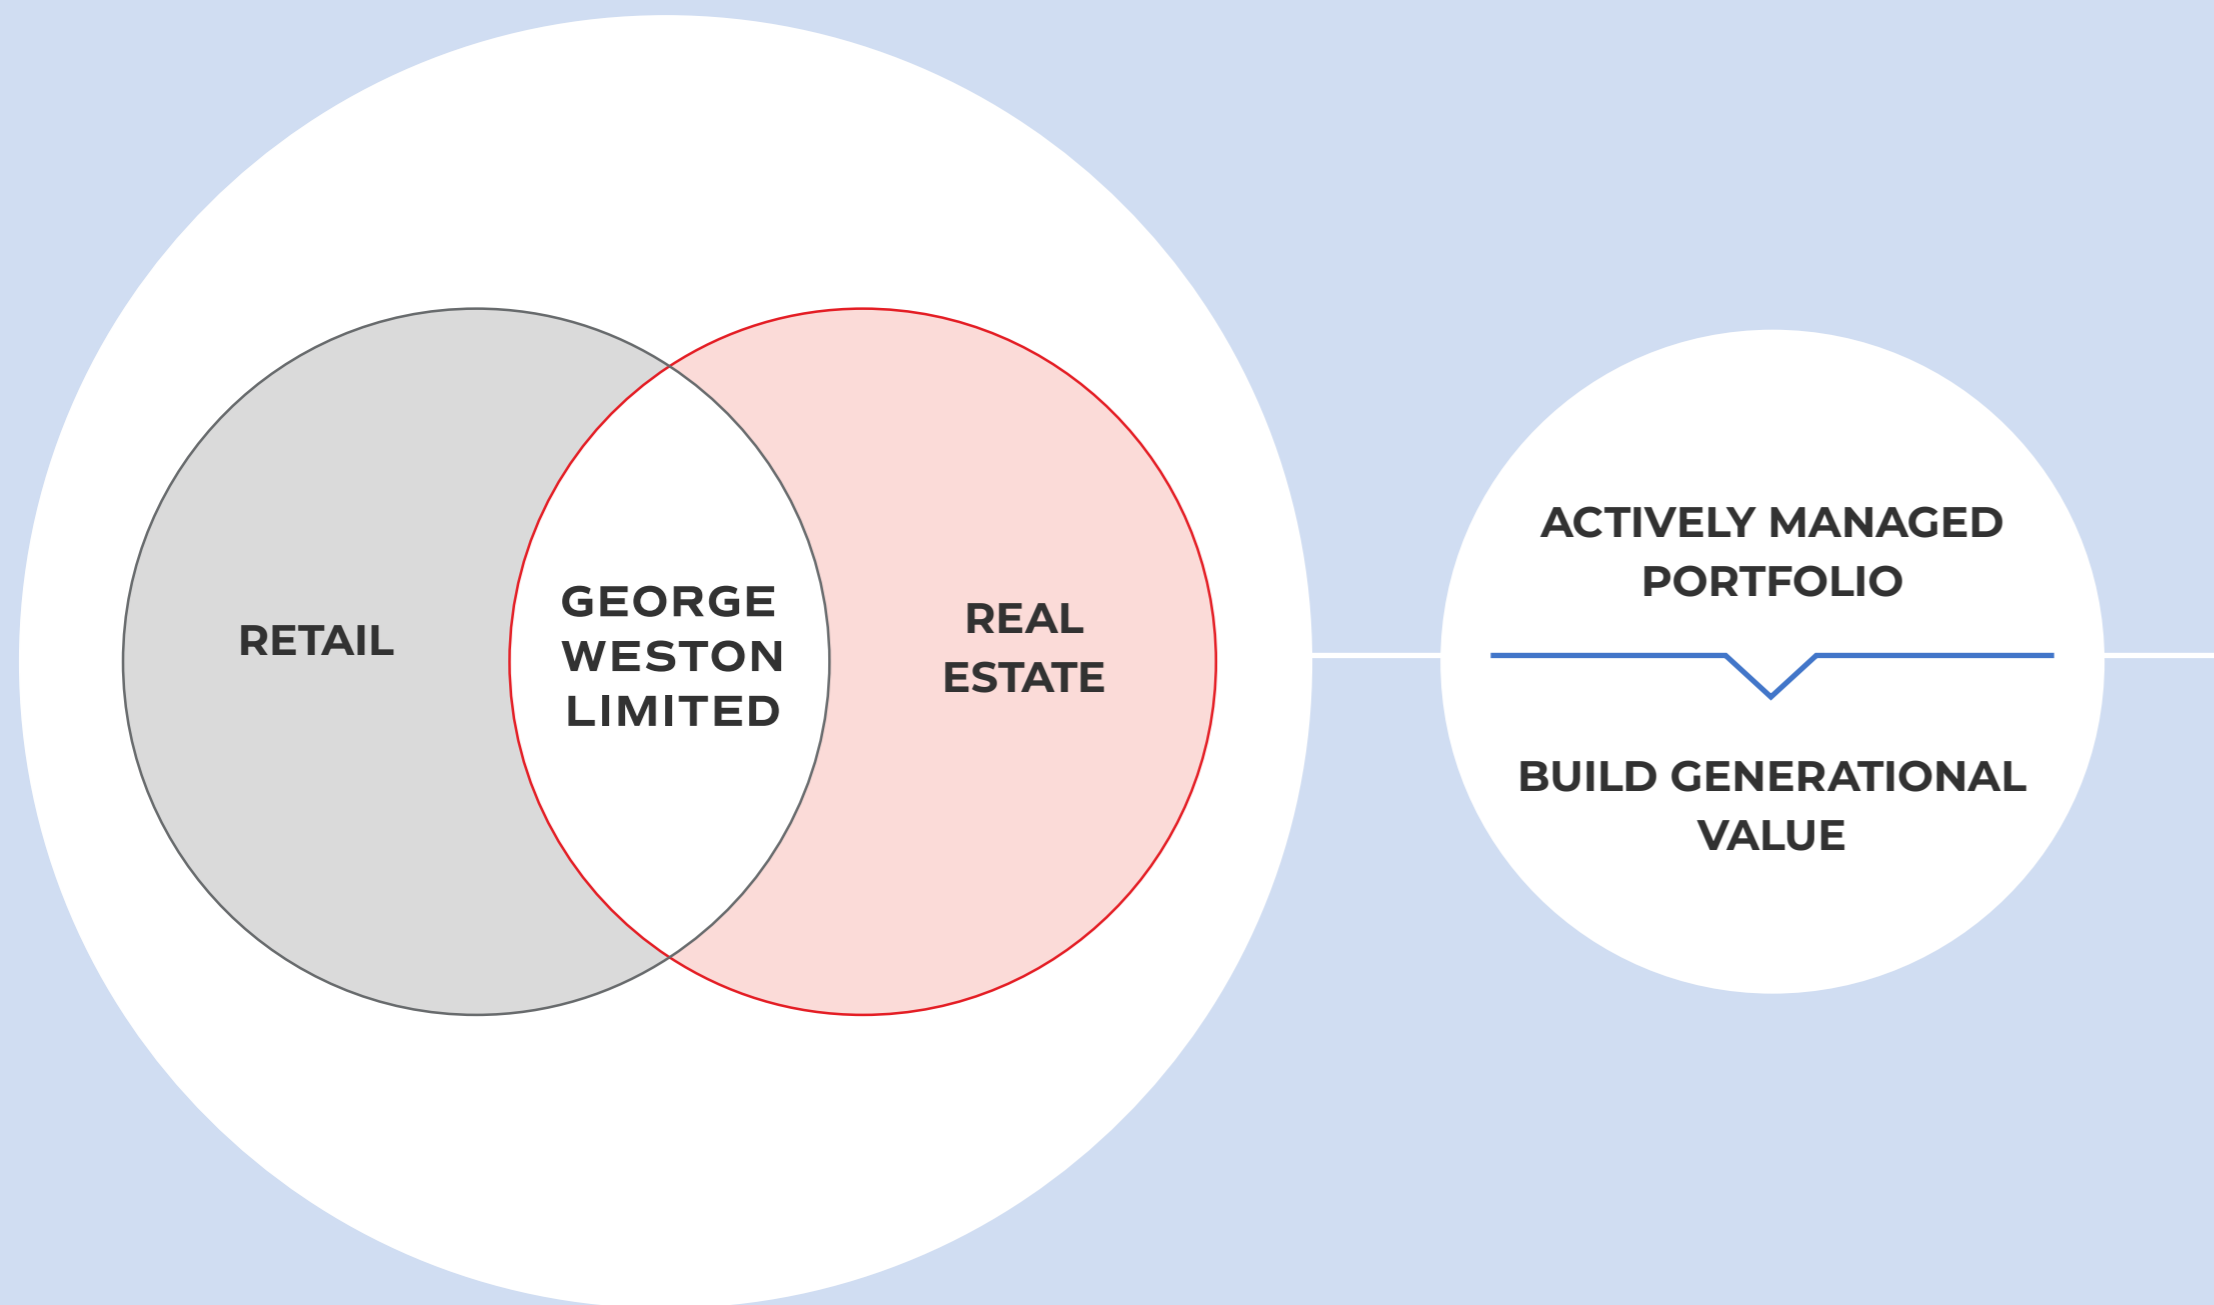 RETAIL
GEORGE
WESTON
LIMITED
REAL
ESTATE
ACTIVELY MANAGED
PORTFOLIO
BUILD GENERATIONAL
VALUE